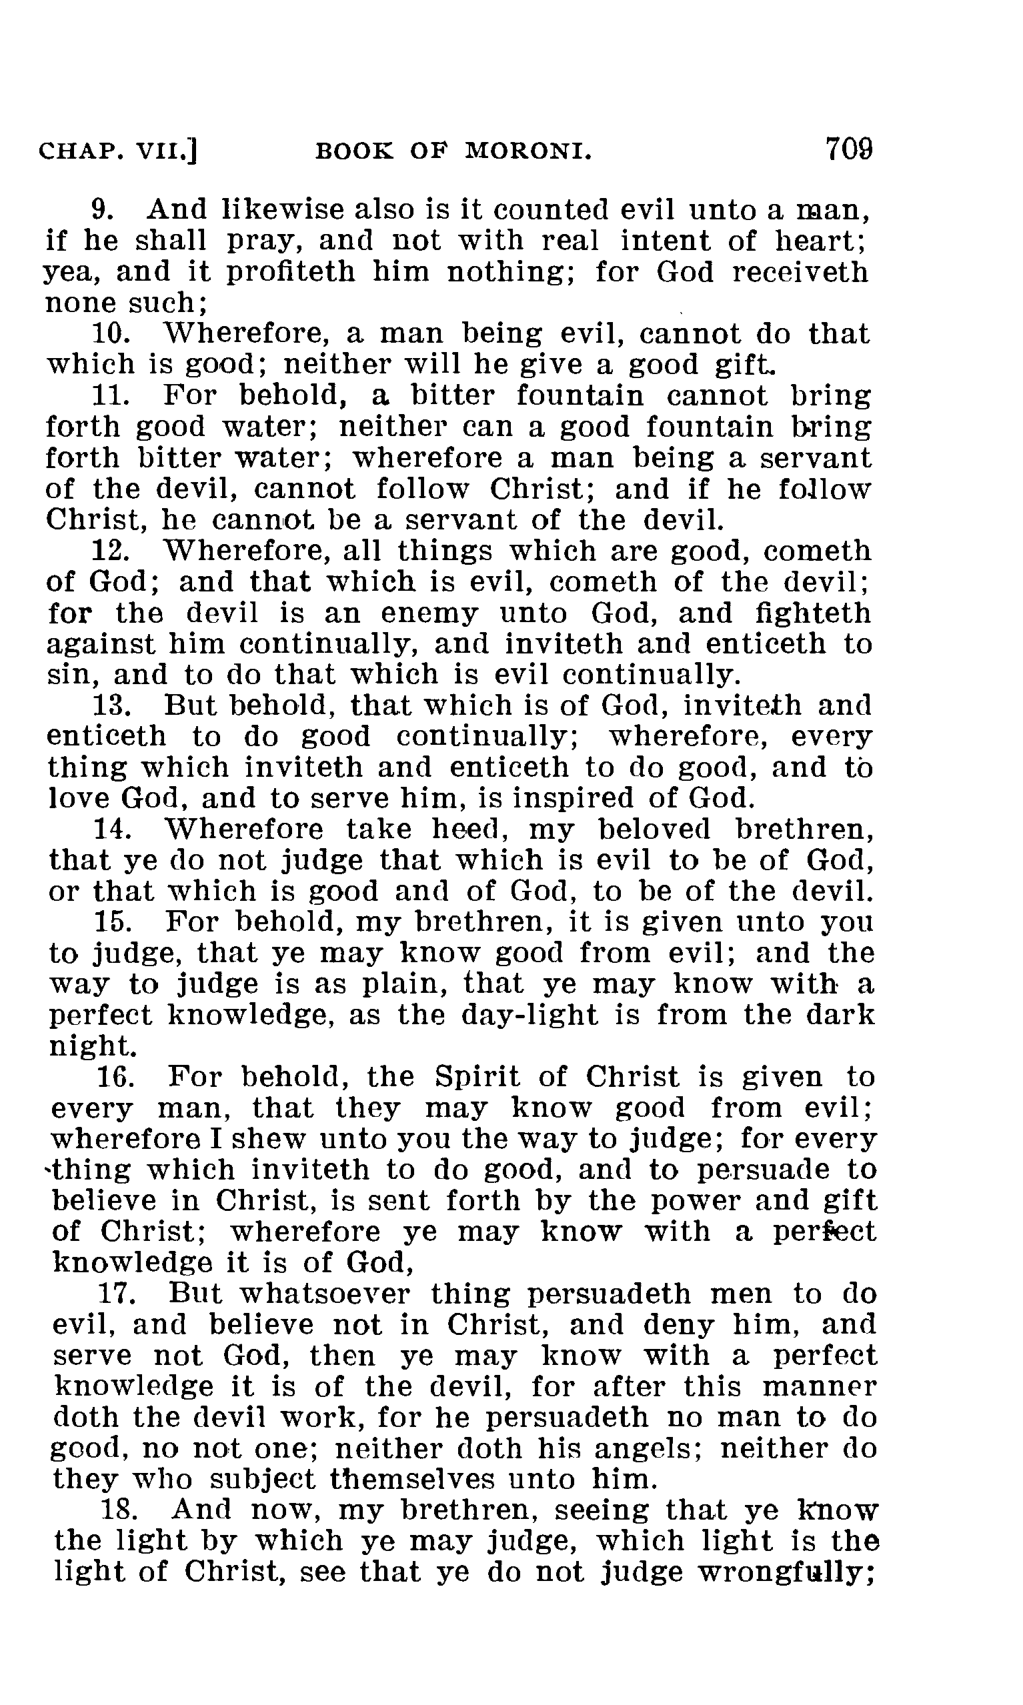 CHAP. VII.] BOOK OF MORONI. 709
9. And likewise also is it counted evil unto a man,
if he shall pray, and not with real intent of heart;
yea, and it profiteth him nothing; for God receiveth
none such;
10. Wherefore, a man being evil, cannot do that
which is good; neither will he give a good gift.
11. For behold, a bitter fountain cannot bring
forth good water; neither can a good fountain bring
forth bitter water; wherefore a man being a servant
of the devil, cannot follow Christ; and if he follow
Christ, he cannot be a servant of the devil.
12. Wherefore, all things which are good, cometh
of God; and that which is evil, cometh of the devil;
for the devil is an enemy unto God, and fighteth
against him continually, and inviteth and enticeth to
sin, and to do that which is evil continually.
13. But behold, that which is of God, inviteth and
enticeth to do good continually; wherefore, every
thing which inviteth and enticeth to do good, and to
love God, and to serve him, is inspired of God.
14. Wherefore take heed, my beloved brethren,
that ye do not judge that which is evil to be of God,
or that which is good and of God, to be of the devil.
15. For behold, my brethren, it is given unto you
to judge, that ye may know good from evil; and the
way to judge is as plain, that ye may know with a
perfect knowledge, as the day-light is from the dark
night.
16. For behold, the Spirit of Christ is given to
every man, that they may know good from evil;
wherefore I shew unto you the way to judge; for every
thing which inviteth to do good, and to persuade to
believe in Christ, is sent forth by the power and gift
of Christ; wherefore ye may know with a perfect
knowledge it is of God,
17. But whatsoever thing persuadeth men to do
evil, and believe not in Christ, and deny him, and
serve not God, then ye may know with a perfect
knowledge it is of the devil, for after this manner
doth the devil work, for he persuadeth no man to do
good, no not one; neither doth his angels; neither do
they who subject themselves unto him.
18. And now, my brethren, seeing that ye know
the light by which ye may judge, which light is the
light of Christ, see that ye do not judge wrongfully;